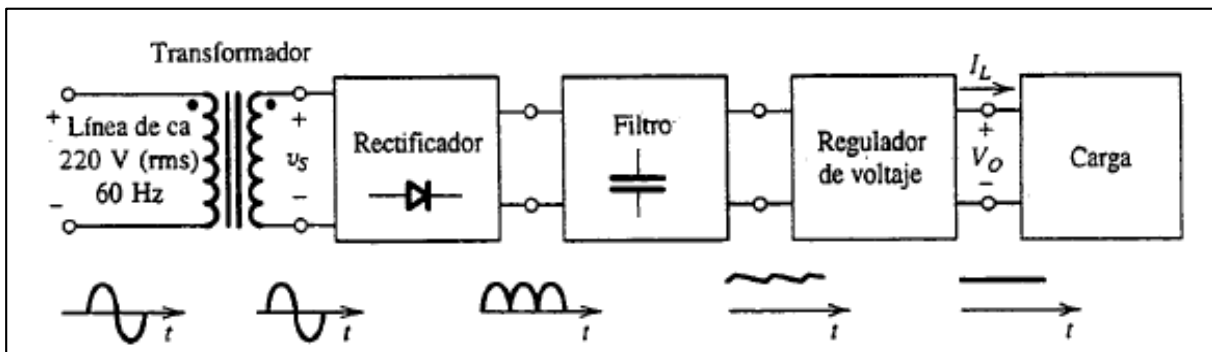 Transformador
+
Línea de ca
220 V (rms)
60 Hz
−
+
v_S
−
Rectificador
Filtro
Regulador
de voltaje
I_L
+
V_O
−
Carga
t
t
t
t
t